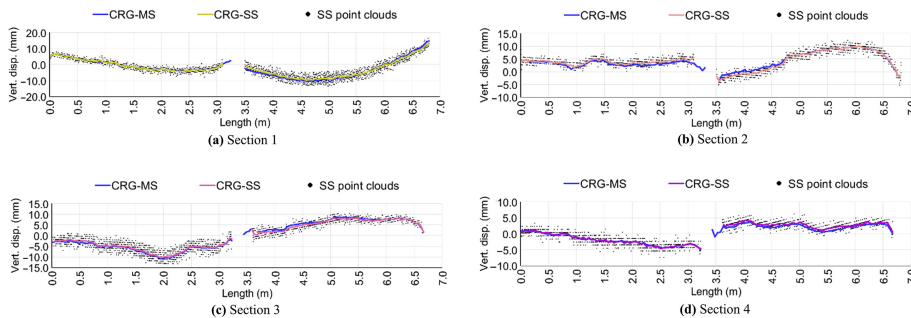 CRG-MS CRG-SS SS point clouds
Vert. disp. (mm)
20.0
10.0
0.0
−10.0
−20.0
0.0 0.5 1.0 1.5 2.0 2.5 3.0 3.5 4.0 4.5 5.0 5.5 6.0 6.5 7.0
Length (m)
(a) Section 1
CRG-MS CRG-SS SS point clouds
Vert. disp. (mm)
15.0
10.0
5.0
0.0
−5.0
−10.0
0.0 0.5 1.0 1.5 2.0 2.5 3.0 3.5 4.0 4.5 5.0 5.5 6.0 6.5 7.0
Length (m)
(b) Section 2
CRG-MS CRG-SS SS point clouds
Vert. disp. (mm)
15.0
10.0
5.0
0.0
−5.0
−10.0
−15.0
0.0 0.5 1.0 1.5 2.0 2.5 3.0 3.5 4.0 4.5 5.0 5.5 6.0 6.5 7.0
Length (m)
(c) Section 3
CRG-MS CRG-SS SS point clouds
Vert. disp. (mm)
10.0
5.0
0.0
−5.0
−10.0
0.0 0.5 1.0 1.5 2.0 2.5 3.0 3.5 4.0 4.5 5.0 5.5 6.0 6.5 7.0
Length (m)
(d) Section 4